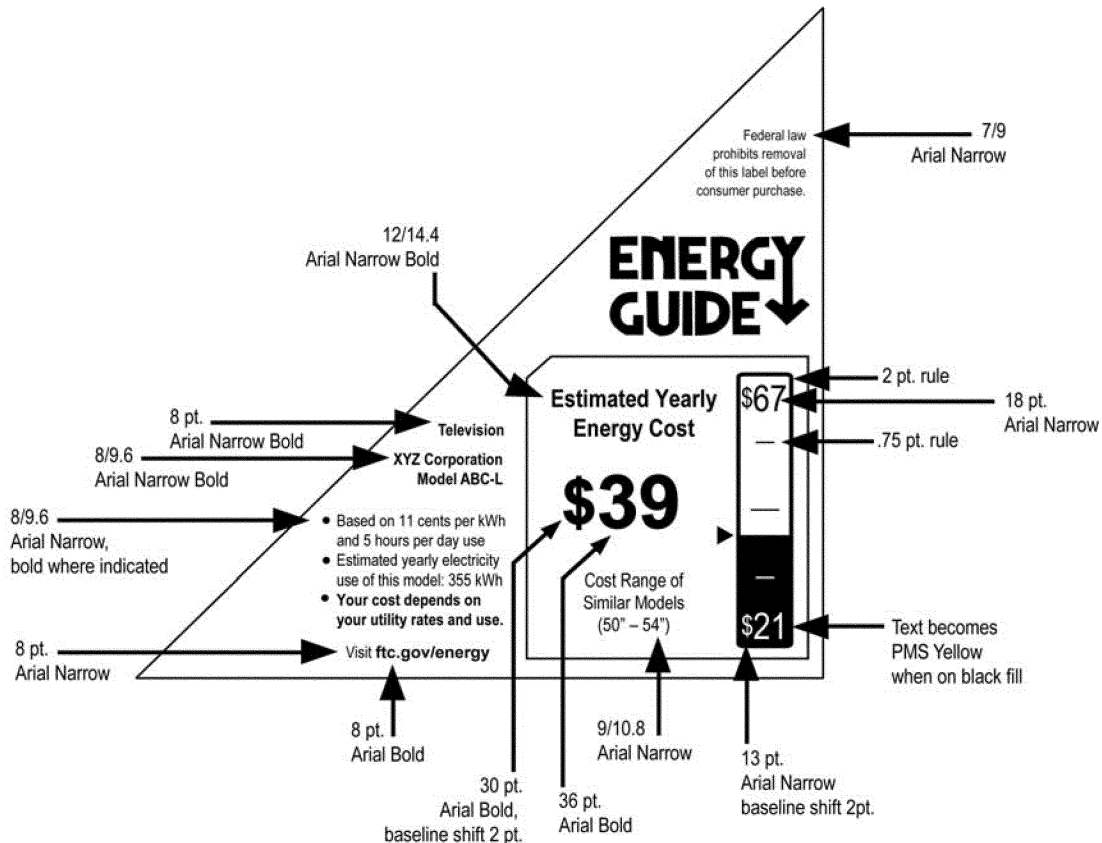 Federal law
prohibits removal
of this label before
consumer purchase.
7/9
Arial Narrow
12/14.4
Arial Narrow Bold
ENERGY
GUIDE
2 pt. rule
$67
18 pt.
Arial Narrow
.75 pt. rule
Estimated Yearly
Energy Cost
8 pt.
Arial Narrow Bold
Television
8/9.6
Arial Narrow Bold
XYZ Corporation
Model ABC-L
$39
8/9.6
Arial Narrow,
bold where indicated
• Based on 11 cents per kWh
and 5 hours per day use
• Estimated yearly electricity
use of this model: 355 kWh
• Your cost depends on
your utility rates and use.
Cost Range of
Similar Models
(50” – 54”)
$21
Text becomes
PMS Yellow
when on black fill
8 pt.
Arial Narrow
Visit ftc.gov/energy
8 pt.
Arial Bold
9/10.8
Arial Narrow
13 pt.
Arial Narrow
baseline shift 2pt.
30 pt.
Arial Bold,
baseline shift 2 pt.
36 pt.
Arial Bold